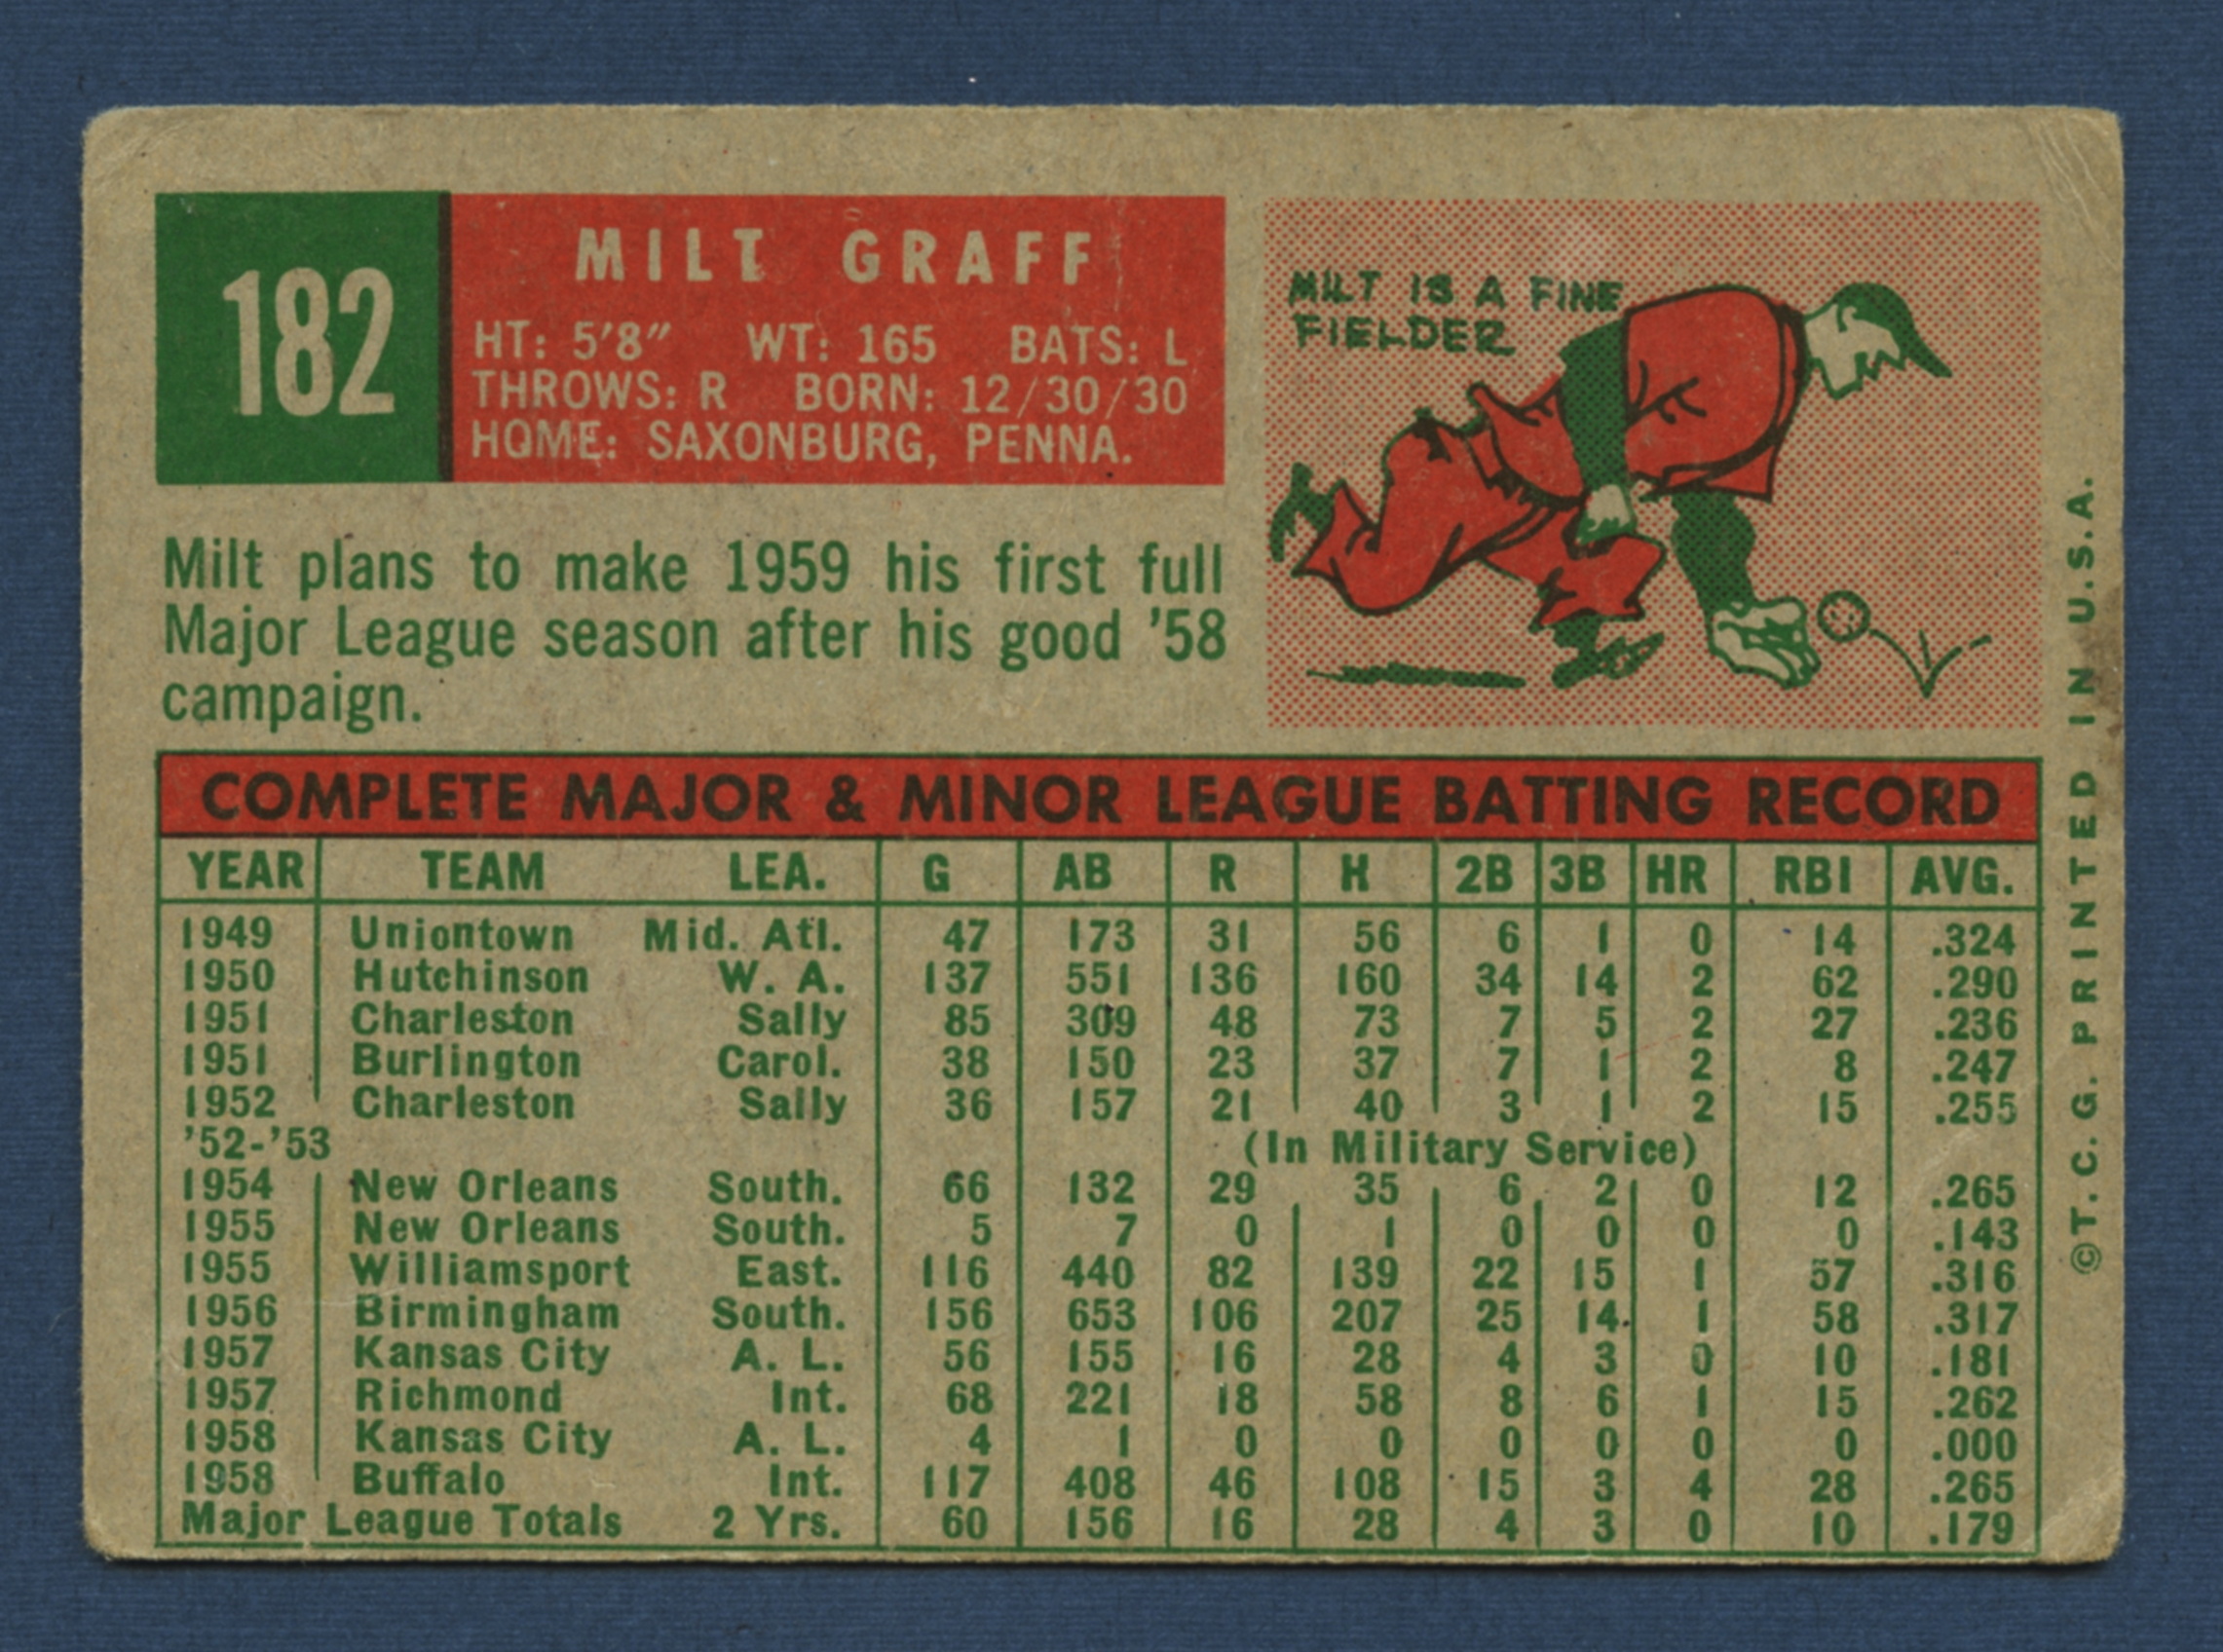 182
MILT GRAFF
HT: 5'8" WT: 165 BATS: L
THROWS: R BORN: 12/30/30
HOME: SAXONBURG, PENNA.
MILT IS A FINE
FIELDER
Milt plans to make 1959 his first full
Major League season after his good '58
campaign.
COMPLETE MAJOR & MINOR LEAGUE BATTING RECORD
YEAR TEAM LEA. G AB R H 2B 3B HR RBI AVG.
1949 Uniontown Mid. Atl. 47 173 31 56 6 1 0 14 .324
1950 Hutchinson W. A. 137 551 136 160 34 14 2 62 .290
1951 Charleston Sally 85 309 48 73 7 5 2 27 .236
1951 Burlington Carol. 38 150 23 37 7 1 2 8 .247
1952 Charleston Sally 36 157 21 40 3 1 2 15 .255
'52-'53 (In Military Service)
1954 New Orleans South. 66 132 29 35 6 2 0 12 .265
1955 New Orleans South. 5 7 0 1 0 0 0 0 .143
1955 Williamsport East. 116 440 82 139 22 15 1 57 .316
1956 Birmingham South. 156 653 106 207 25 14 1 58 .317
1957 Kansas City A. L. 56 155 16 28 4 3 0 10 .181
1957 Richmond Int. 68 221 18 58 8 6 1 15 .262
1958 Kansas City A. L. 4 1 0 0 0 0 0 0 .000
1958 Buffalo Int. 117 408 46 108 15 3 4 28 .265
Major League Totals 2 Yrs. 60 156 16 28 4 3 0 10 .179
©T.C.G. PRINTED IN U.S.A.